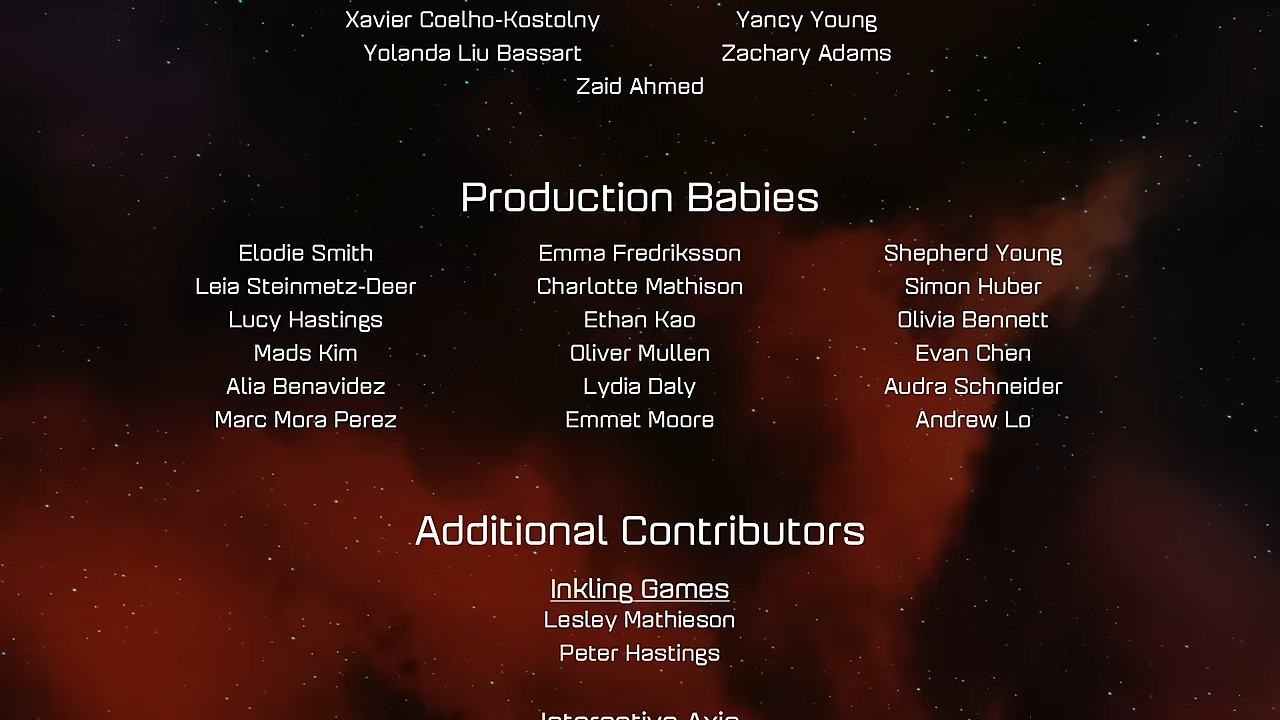 Xavier Coelho-Kostolny Yancy Young
Yolanda Liu Bassart Zachary Adams
Zaid Ahmed
Production Babies
Elodie Smith Emma Fredriksson Shepherd Young
Leia Steinmetz-Deer Charlotte Mathison Simon Huber
Lucy Hastings Ethan Kao Olivia Bennett
Mads Kim Oliver Mullen Evan Chen
Alia Benavidez Lydia Daly Audra Schneider
Marc Mora Perez Emmet Moore Andrew Lo
Additional Contributors
Inkling Games
Lesley Mathieson
Peter Hastings